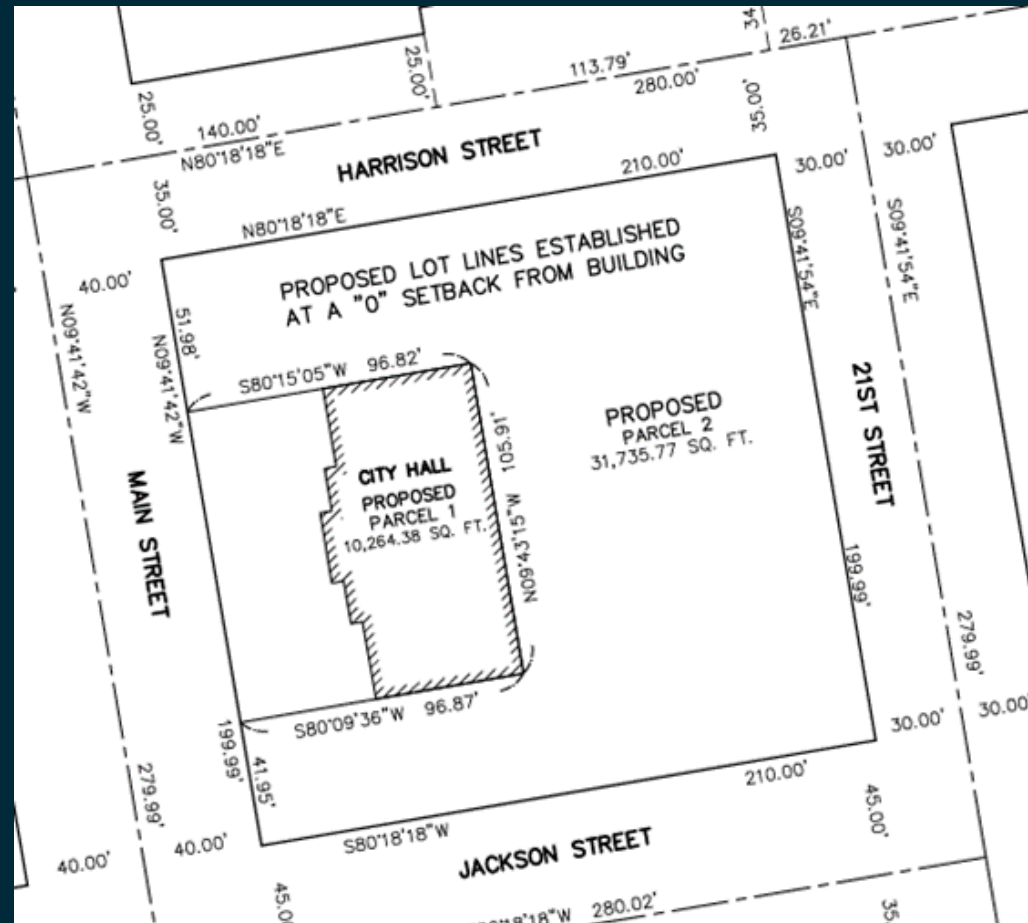 34
26.21'
25.00'
25.00'
113.79'
280.00'
35.00'
140.00'
N80°18'18"E
HARRISON STREET
35.00'
210.00'
30.00'
30.00'
N80°18'18"E
S09°41'54"E
S09°41'54"E
PROPOSED LOT LINES ESTABLISHED
AT A "0" SETBACK FROM BUILDING
40.00'
N09°41'42"W
51.98'
N09°41'42"W
S80°15'05"W 96.82'
105.91'
N09°43'15"W
CITY HALL
PROPOSED
PARCEL 1
10,264.38 SQ. FT.
PROPOSED
PARCEL 2
31,735.77 SQ. FT.
21ST STREET
MAIN STREET
199.99'
279.99'
S80°09'36"W 96.87'
199.99'
41.95'
279.99'
30.00'
30.00'
210.00'
45.00'
40.00'
40.00'
S80°18'18"W
JACKSON STREET
45.00
18'18"W 280.02'
35